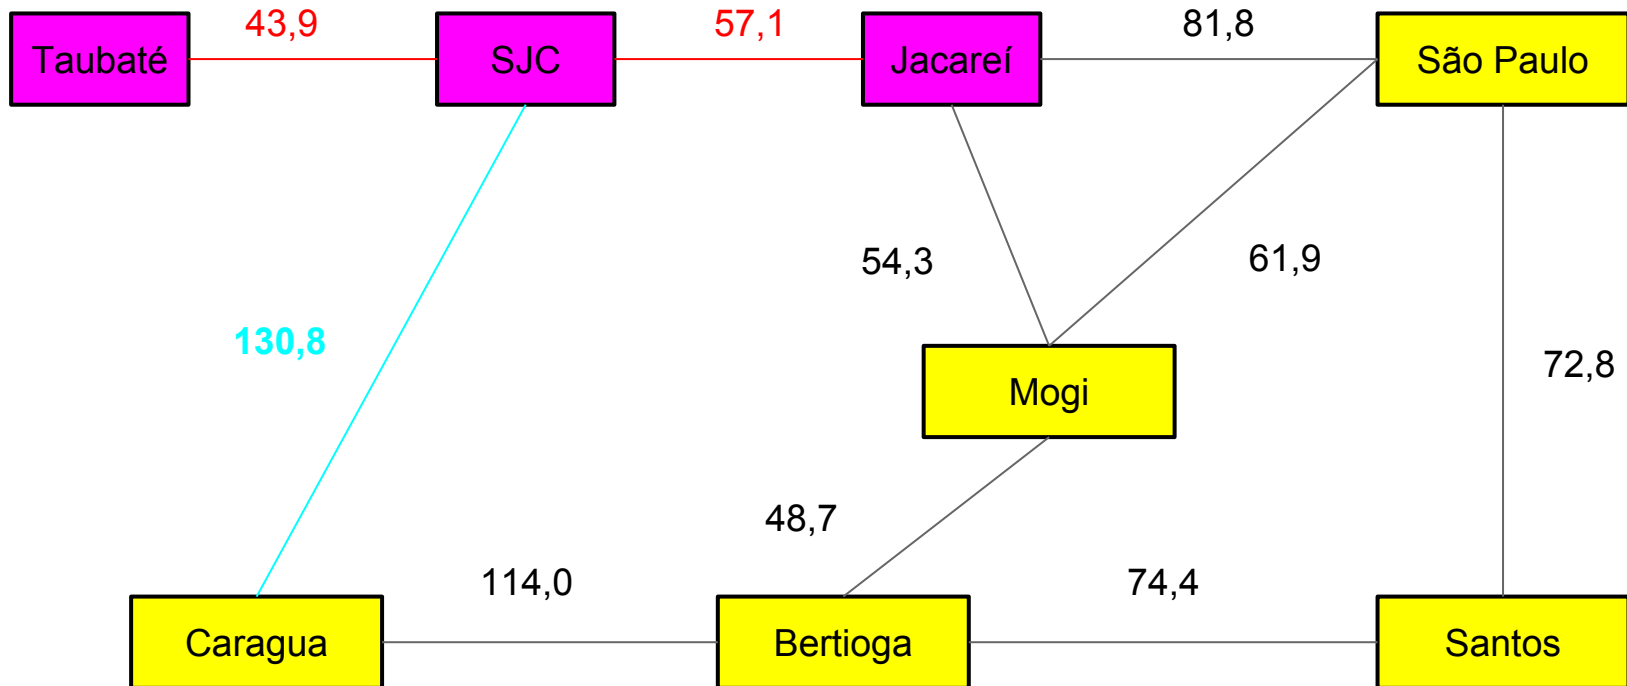 43,9
57,1
81,8
Taubaté
SJC
Jacareí
São Paulo
54,3
61,9
130,8
72,8
Mogi
48,7
114,0
74,4
Caragua
Bertioga
Santos